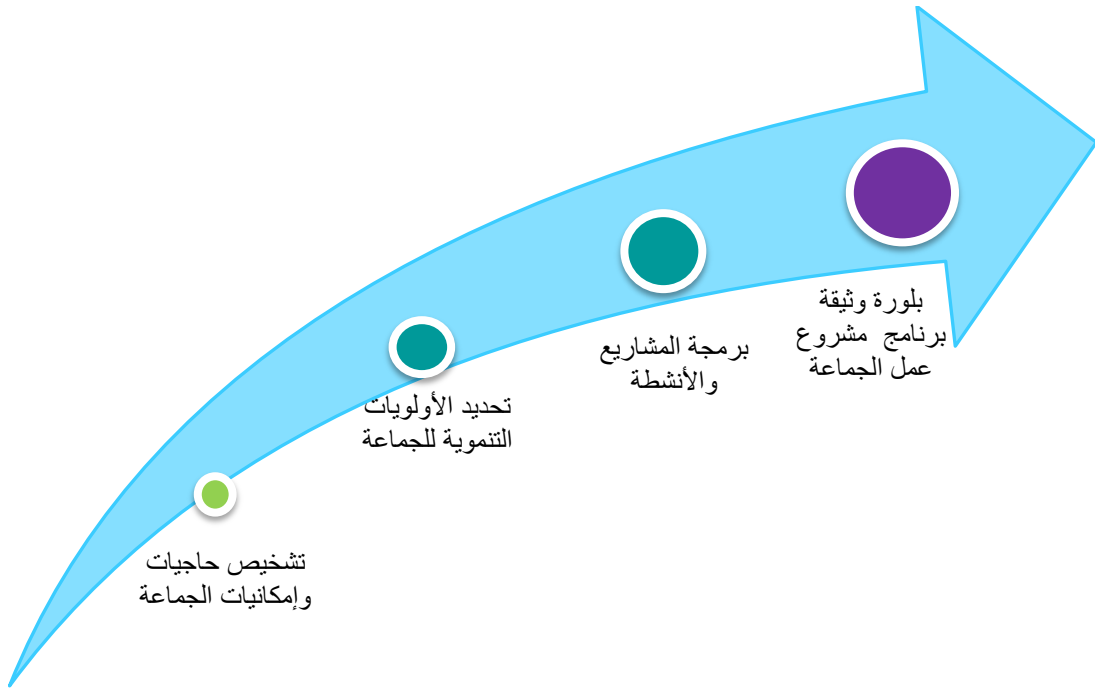 تشخيص حاجيات
وإمكانيات الجماعة
تحديد الأولويات
التنموية للجماعة
برمجة المشاريع
والأنشطة
بلورة وثيقة
برنامج مشروع
عمل الجماعة